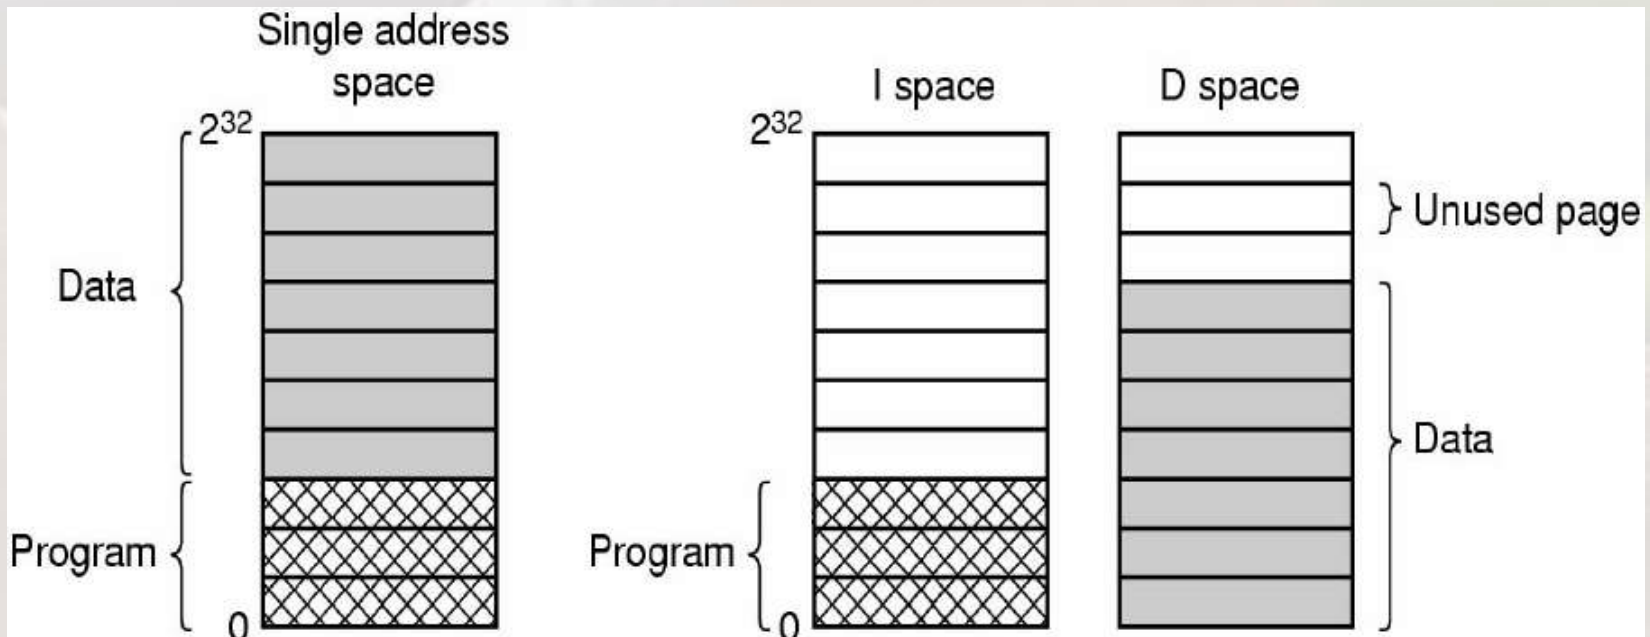 Single address
space
2³²
Data
Program
0
I space
D space
2³²
Unused page
Data
Program
0